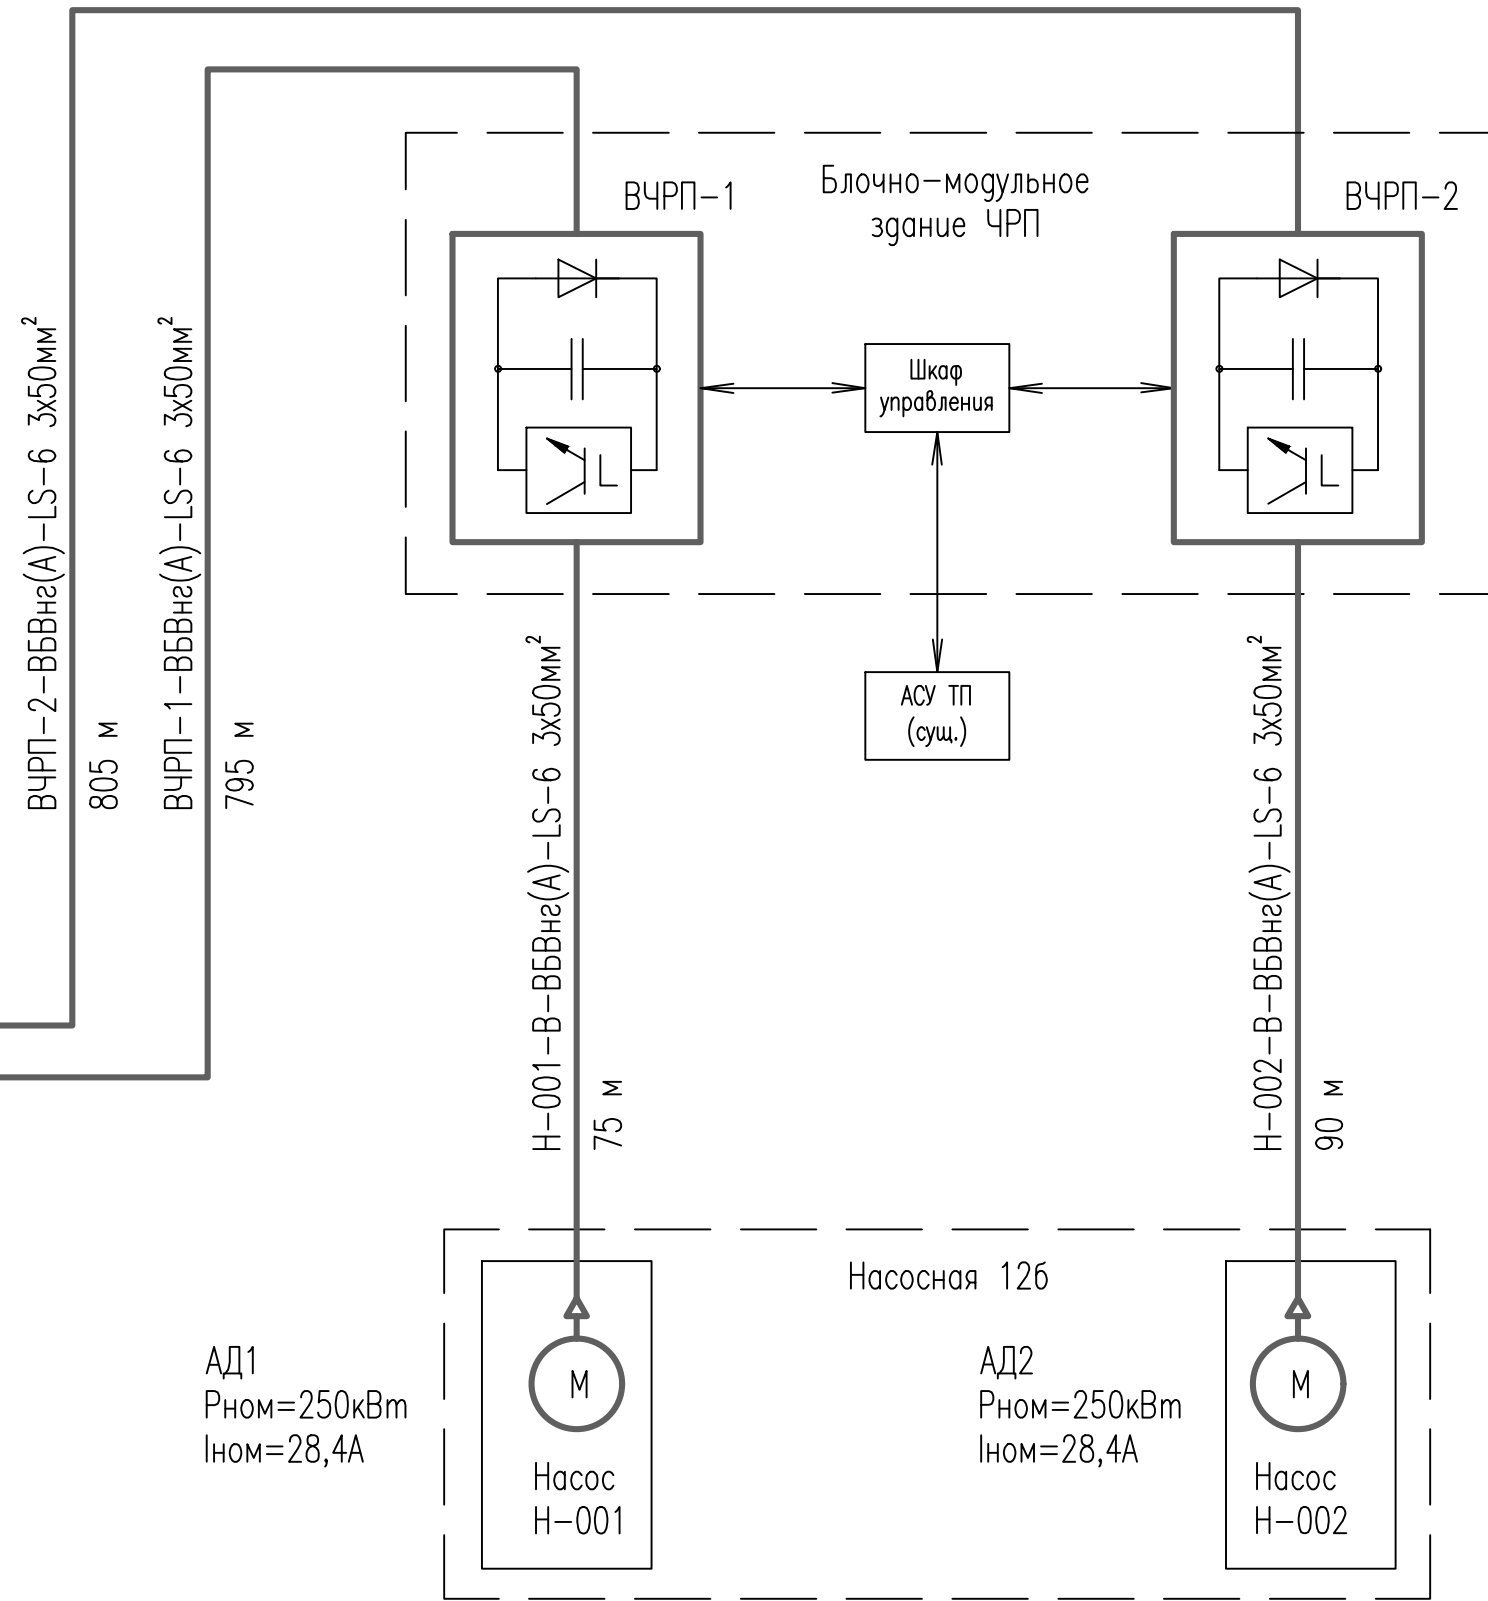 ВЧРП-2-ВБВнг(А)-LS-6 3х50мм²
805 м
ВЧРП-1-ВБВнг(А)-LS-6 3х50мм²
795 м
ВЧРП-1
Блочно-модульное
здание ЧРП
ВЧРП-2
Шкаф
управления
АСУ ТП
(сущ.)
Н-001-В-ВБВнг(А)-LS-6 3х50мм²
75 м
Н-002-В-ВБВнг(А)-LS-6 3х50мм²
90 м
Насосная 12б
АД1
Рном=250кВт
Iном=28,4А
М
Насос
Н-001
АД2
Рном=250кВт
Iном=28,4А
М
Насос
Н-002